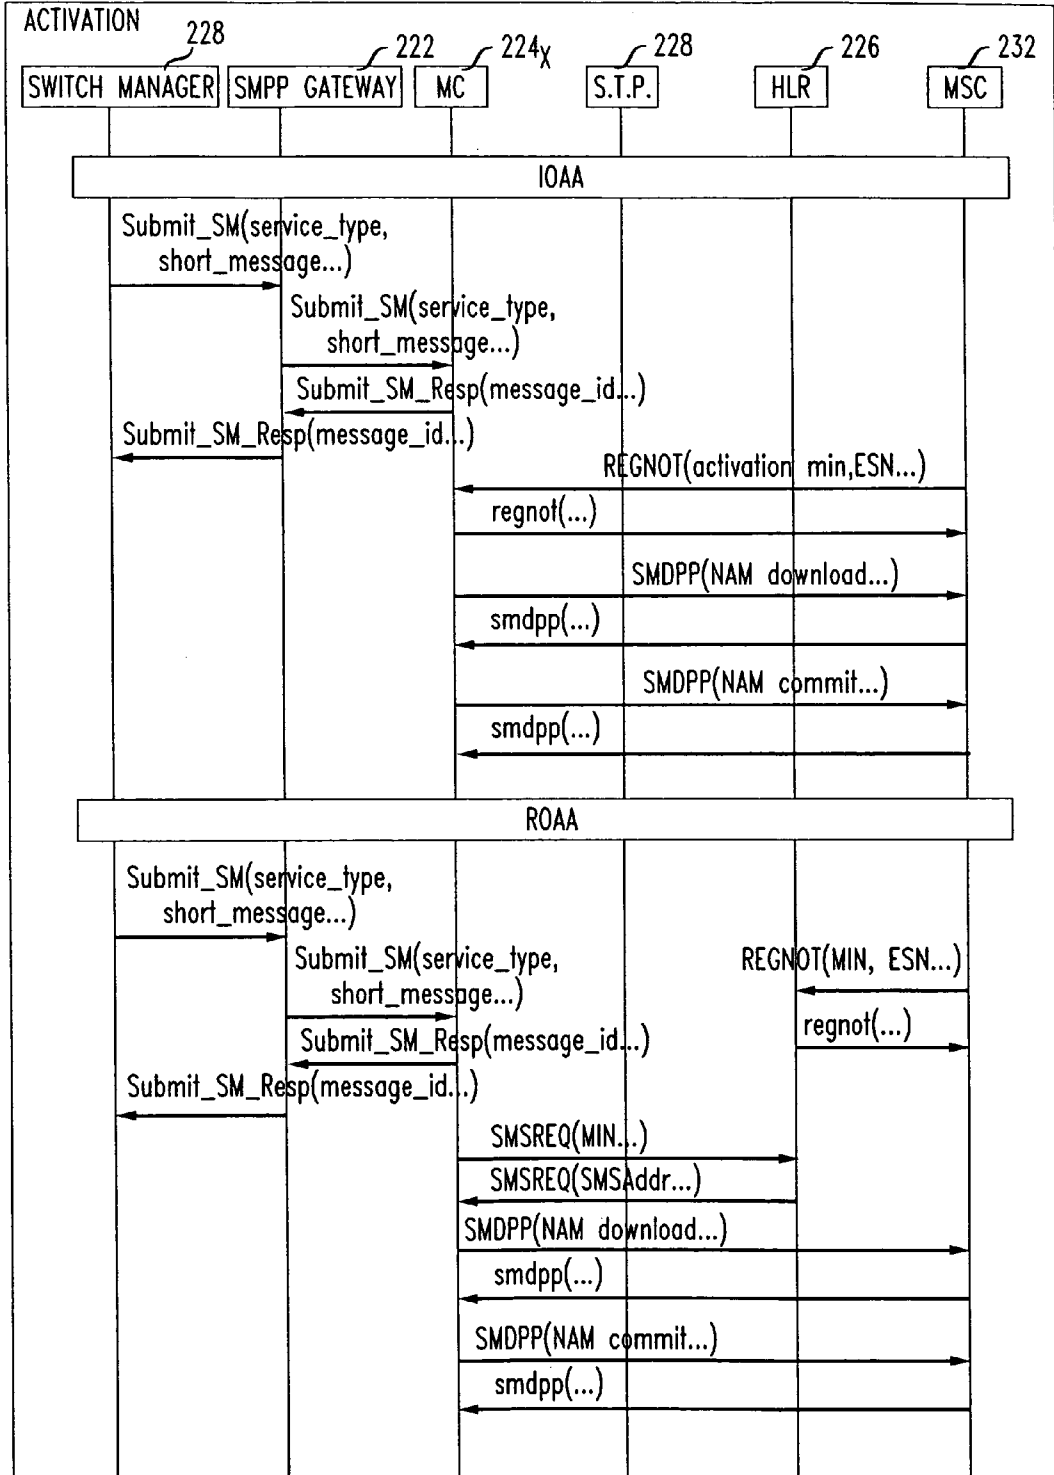 ACTIVATION
228
222
224X
228
226
232
SWITCH MANAGER
SMPP GATEWAY
MC
S.T.P.
HLR
MSC
IOAA
Submit_SM(service_type,
short_message...)
Submit_SM(service_type,
short_message...)
Submit_SM_Resp(message_id...)
Submit_SM_Resp(message_id...)
REGNOT(activation min,ESN...)
regnot(...)
SMDPP(NAM download...)
smdpp(...)
SMDPP(NAM commit...)
smdpp(...)
ROAA
Submit_SM(service_type,
short_message...)
Submit_SM(service_type,
short_message...)
REGNOT(MIN, ESN...)
regnot(...)
Submit_SM_Resp(message_id...)
Submit_SM_Resp(message_id...)
SMSREQ(MIN...)
SMSREQ(SMSAddr...)
SMDPP(NAM download...)
smdpp(...)
SMDPP(NAM commit...)
smdpp(...)